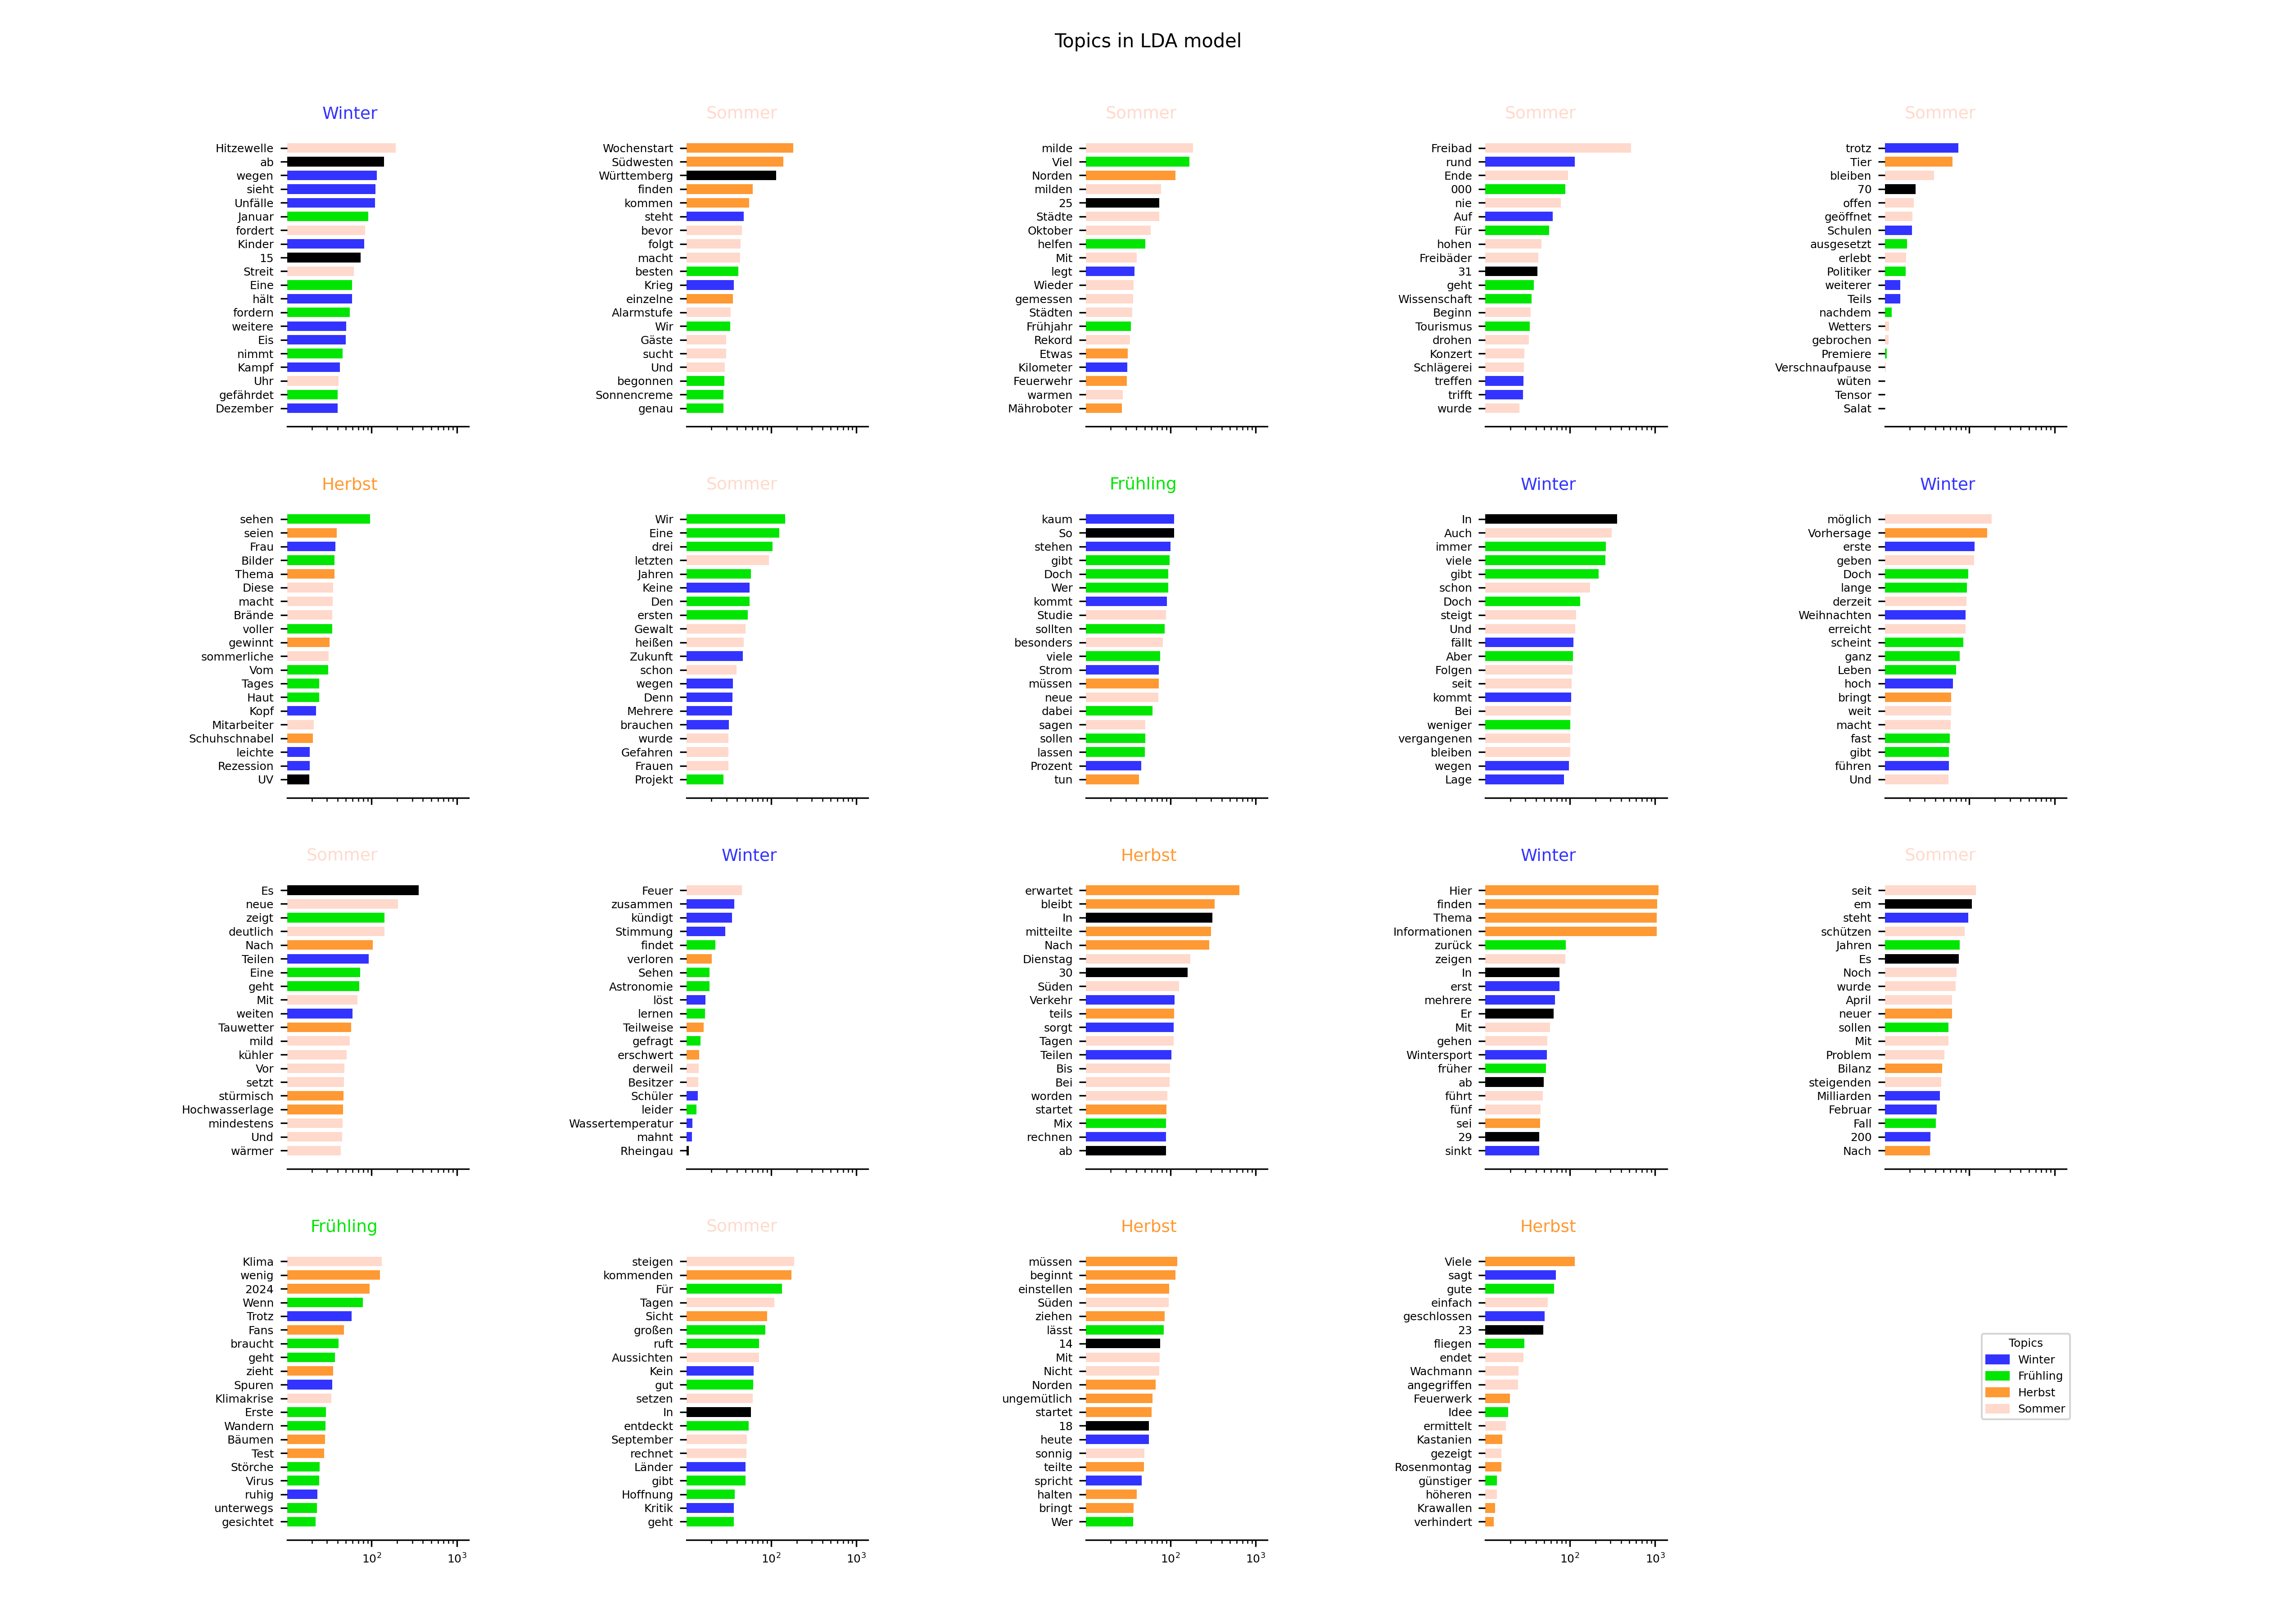 Topics in LDA model
Winter
Hitzewelle
ab
wegen
sieht
Unfälle
Januar
fordert
Kinder
15
Streit
Eine
hält
fordern
weitere
Eis
nimmt
Kampf
Uhr
gefährdet
Dezember
Sommer
Wochenstart
Südwesten
Württemberg
finden
kommen
steht
bevor
folgt
macht
besten
Krieg
einzelne
Alarmstufe
Wir
Gäste
sucht
Und
begonnen
Sonnencreme
genau
Sommer
milde
Viel
Norden
milden
25
Städte
Oktober
helfen
Mit
legt
Wieder
gemessen
Städten
Frühjahr
Rekord
Etwas
Kilometer
Feuerwehr
warmen
Mähroboter
Sommer
Freibad
rund
Ende
000
nie
Auf
Für
hohen
Freibäder
31
geht
Wissenschaft
Beginn
Tourismus
drohen
Konzert
Schlägerei
treffen
trifft
wurde
Sommer
trotz
Tier
bleiben
70
offen
geöffnet
Schulen
ausgesetzt
erlebt
Politiker
weiterer
Teils
nachdem
Wetters
gebrochen
Premiere
Verschnaufpause
wüten
Tensor
Salat
Herbst
sehen
seien
Frau
Bilder
Thema
Diese
macht
Brände
voller
gewinnt
sommerliche
Vom
Tages
Haut
Kopf
Mitarbeiter
Schuhschnabel
leichte
Rezession
UV
Sommer
Wir
Eine
drei
letzten
Jahren
Keine
Den
ersten
Gewalt
heißen
Zukunft
schon
wegen
Denn
Mehrere
brauchen
wurde
Gefahren
Frauen
Projekt
Frühling
kaum
So
stehen
gibt
Doch
Wer
kommt
Studie
sollten
besonders
viele
Strom
müssen
neue
dabei
sagen
sollen
lassen
Prozent
tun
Winter
In
Auch
immer
viele
gibt
schon
Doch
steigt
Und
fällt
Aber
Folgen
seit
kommt
Bei
weniger
vergangenen
bleiben
wegen
Lage
Winter
möglich
Vorhersage
erste
geben
Doch
lange
derzeit
Weihnachten
erreicht
scheint
ganz
Leben
hoch
bringt
weit
macht
fast
gibt
führen
Und
Sommer
Es
neue
zeigt
deutlich
Nach
Teilen
Eine
geht
Mit
weiten
Tauwetter
mild
kühler
Vor
setzt
stürmisch
Hochwasserlage
mindestens
Und
wärmer
Winter
Feuer
zusammen
kündigt
Stimmung
findet
verloren
Sehen
Astronomie
löst
lernen
Teilweise
gefragt
erschwert
derweil
Besitzer
Schüler
leider
Wassertemperatur
mahnt
Rheingau
Herbst
erwartet
bleibt
In
mitteilte
Nach
Dienstag
30
Süden
Verkehr
teils
sorgt
Tagen
Teilen
Bis
Bei
worden
startet
Mix
rechnen
ab
Winter
Hier
finden
Thema
Informationen
zurück
zeigen
In
erst
mehrere
Er
Mit
gehen
Wintersport
früher
ab
führt
fünf
sei
29
sinkt
Sommer
seit
em
steht
schützen
Jahren
Es
Noch
wurde
April
neuer
sollen
Mit
Problem
Bilanz
steigenden
Milliarden
Februar
Fall
200
Nach
Frühling
Klima
wenig
2024
Wenn
Trotz
Fans
braucht
geht
zieht
Spuren
Klimakrise
Erste
Wandern
Bäumen
Test
Störche
Virus
ruhig
unterwegs
gesichtet
10² 10³
Sommer
steigen
kommenden
Für
Tagen
Sicht
großen
ruft
Aussichten
Kein
gut
setzen
In
entdeckt
September
rechnet
Länder
gibt
Hoffnung
Kritik
geht
10² 10³
Herbst
müssen
beginnt
einstellen
Süden
ziehen
lässt
14
Mit
Nicht
Norden
ungemütlich
startet
18
heute
sonnig
teilte
spricht
halten
bringt
Wer
10² 10³
Herbst
Viele
sagt
gute
einfach
geschlossen
23
fliegen
endet
Wachmann
angegriffen
Feuerwerk
Idee
ermittelt
Kastanien
gezeigt
Rosenmontag
günstiger
höheren
Krawallen
verhindert
10² 10³
Topics
Winter
Frühling
Herbst
Sommer